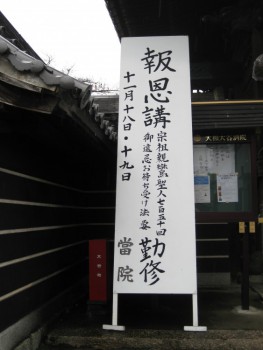 報恩講 勤修
宗祖親鸞聖人七百五十回
御遠忌お待ち受け法要
十一月十八日・十九日
當院